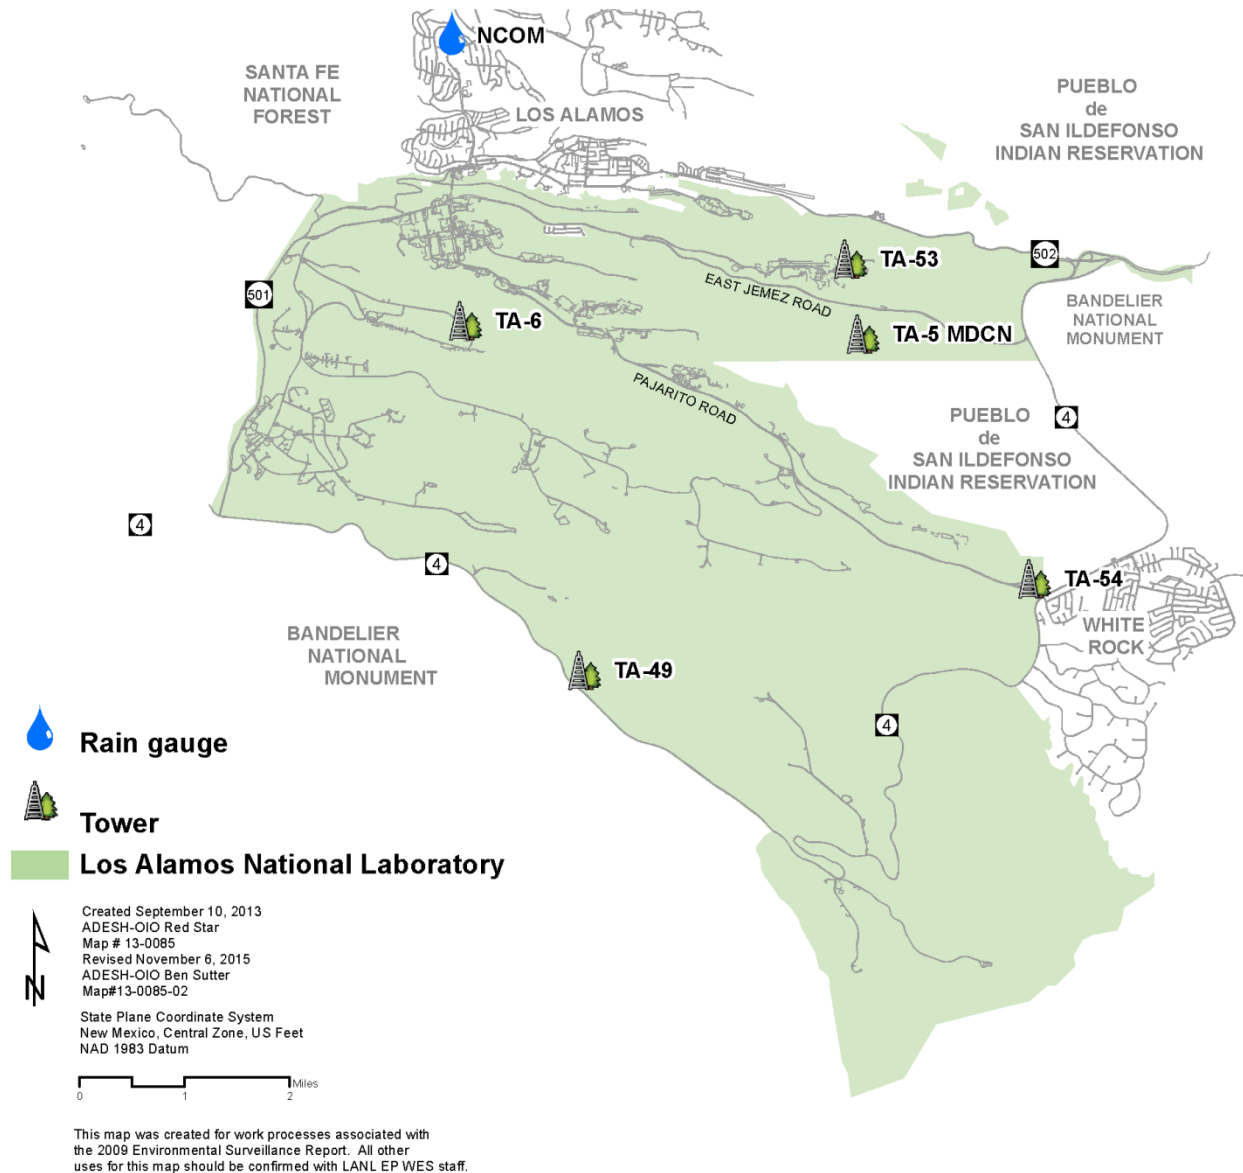 NCOM
SANTA FE
NATIONAL
FOREST
LOS ALAMOS
PUEBLO
de
SAN ILDEFONSO
INDIAN RESERVATION
TA-53
502
EAST JEMEZ ROAD
501
BANDELIER
NATIONAL
MONUMENT
TA-6
TA-5 MDCN
PAJARITO ROAD
4
PUEBLO
de
SAN ILDEFONSO
INDIAN RESERVATION
4
4
TA-54
WHITE
ROCK
BANDELIER
NATIONAL
MONUMENT
TA-49
4
Rain gauge
Tower
Los Alamos National Laboratory
Created September 10, 2013
ADESH-OIO Red Star
Map # 13-0085
Revised November 6, 2015
ADESH-OIO Ben Sutter
Map#13-0085-02
N
State Plane Coordinate System
New Mexico, Central Zone, US Feet
NAD 1983 Datum
Miles
0 1 2
This map was created for work processes associated with
the 2009 Environmental Surveillance Report. All other
uses for this map should be confirmed with LANL EP WES staff.